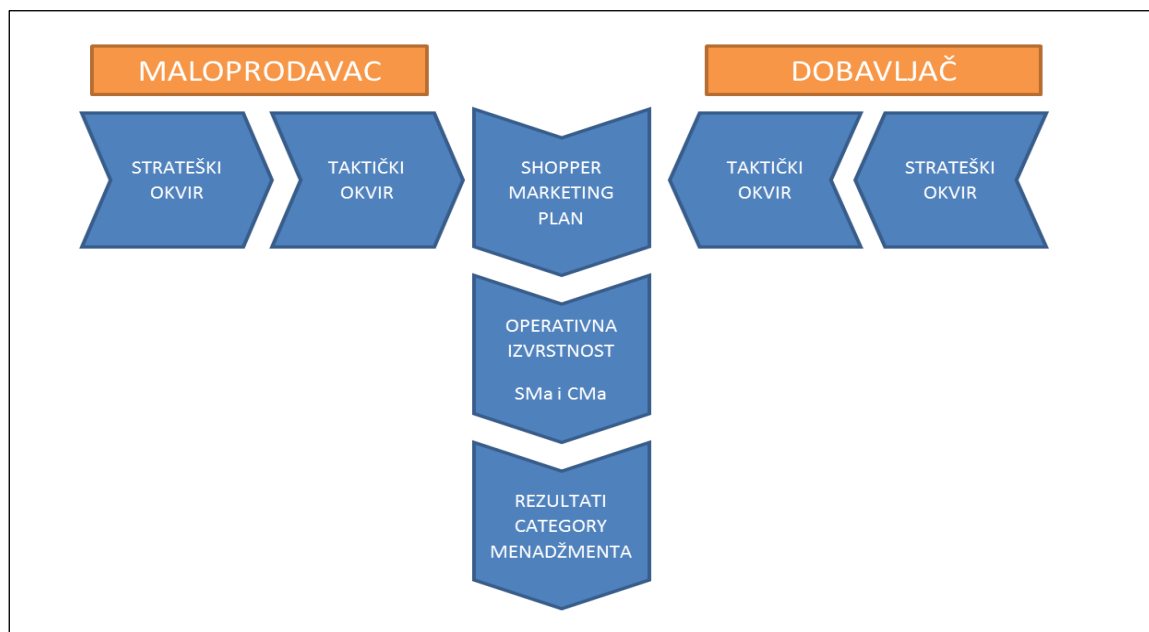 MALOPRODAVAC
DOBAVLJAČ
STRATEŠKI
OKVIR
TAKTIČKI
OKVIR
SHOPPER
MARKETING
PLAN
TAKTIČKI
OKVIR
STRATEŠKI
OKVIR
OPERATIVNA
IZVRSTNOST
SMa i CMa
REZULTATI
CATEGORY
MENADŽMENTA